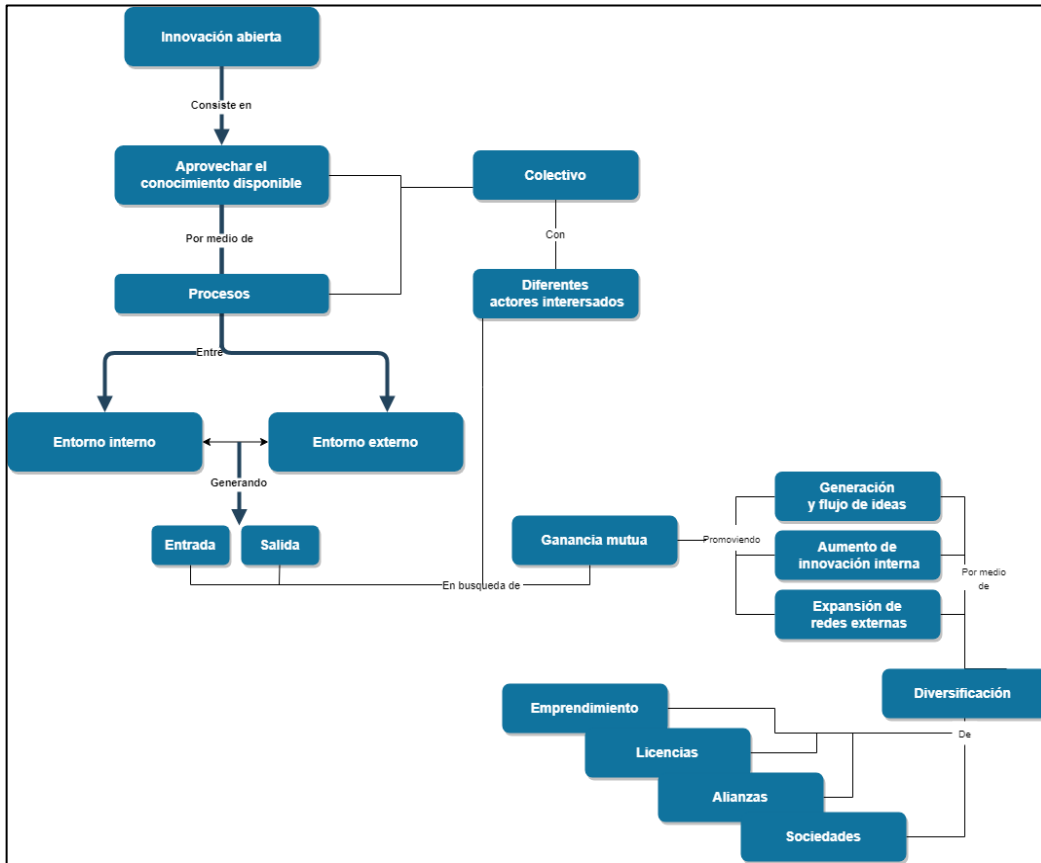 Innovación abierta
Consiste en
Aprovechar el
conocimiento disponible
Colectivo
Por medio de
Con
Procesos
Diferentes
actores interersados
Entre
Entorno interno
Entorno externo
Generando
Entrada
Salida
En busqueda de
Ganancia mutua
Promoviendo
Generación
y flujo de ideas
Aumento de
innovación interna
Expansión de
redes externas
Por medio
de
Diversificación
De
Emprendimiento
Licencias
Alianzas
Sociedades